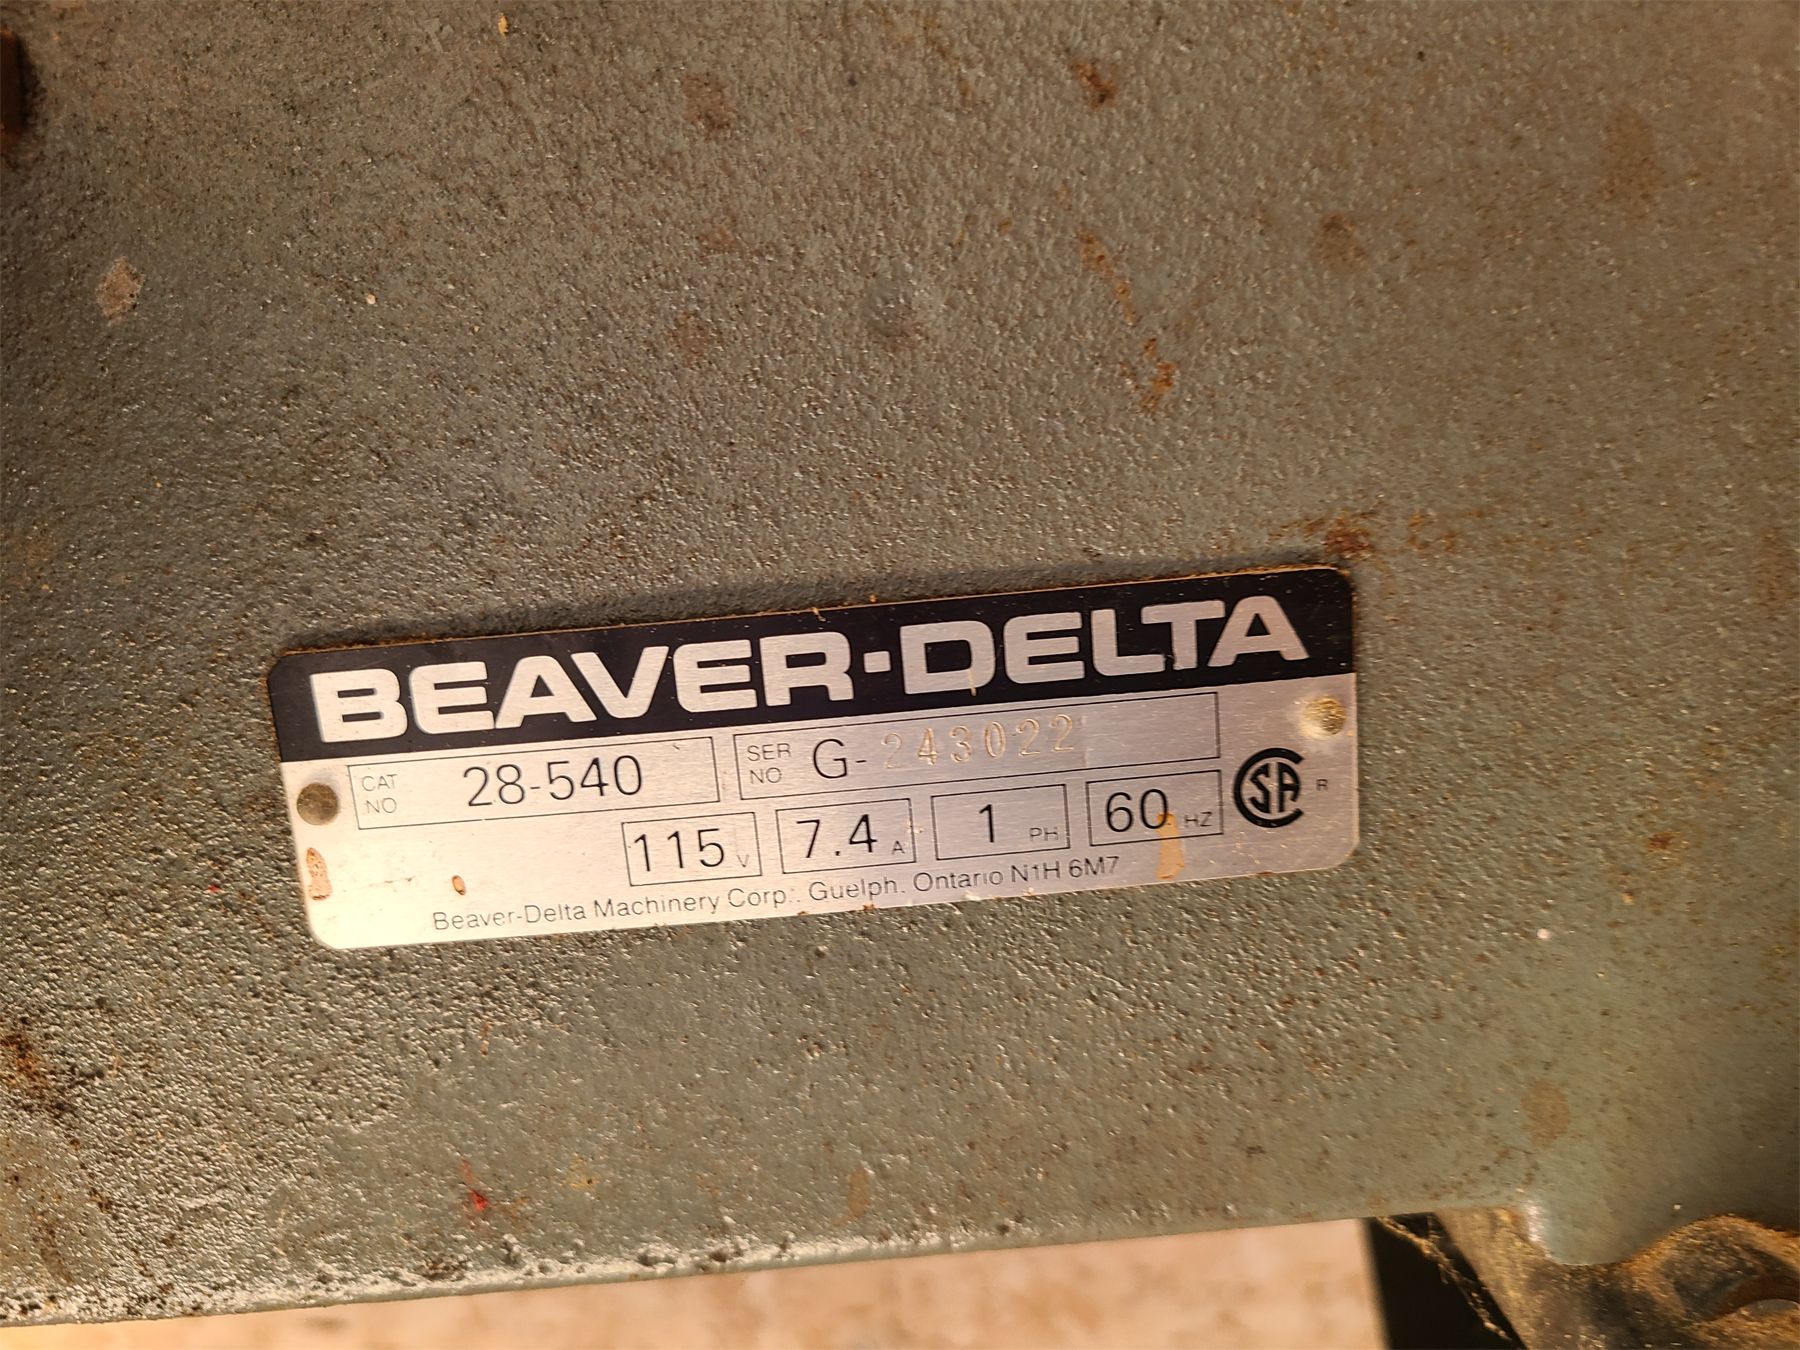 BEAVER·DELTA
CAT NO 28-540 SER NO G-243022
115 V 7.4 A 1 PH 60 HZ CSA R
Beaver-Delta Machinery Corp., Guelph, Ontario N1H 6M7